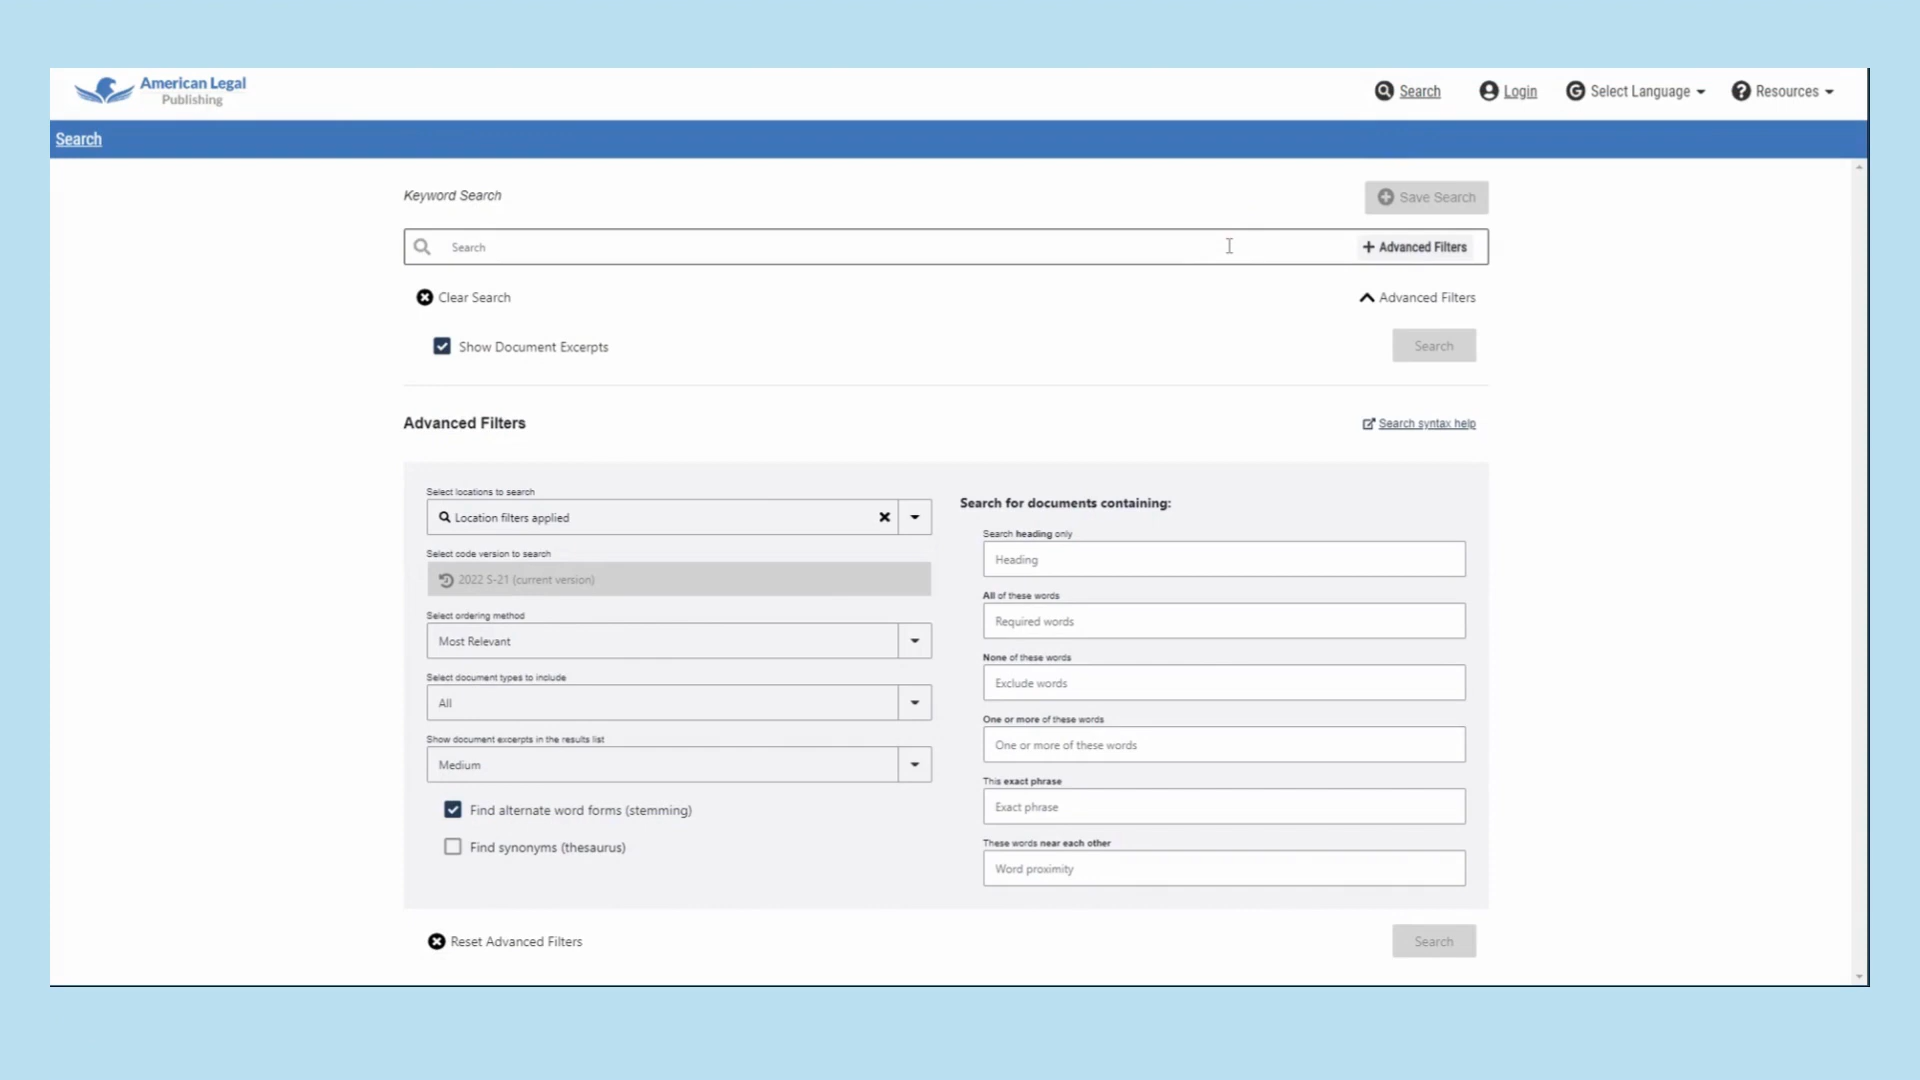 American Legal
Publishing
Search
Login
Select Language
Resources
Search
Keyword Search
Save Search
Search
+ Advanced Filters
Clear Search
Advanced Filters
Show Document Excerpts
Search
Advanced Filters
Search syntax help
Select locations to search
Location filters applied
Select code version to search
2022 S-21 (current version)
Select ordering method
Most Relevant
Select document types to include
All
Show document excerpts in the results list
Medium
Find alternate word forms (stemming)
Find synonyms (thesaurus)
Search for documents containing:
Search heading only
Heading
All of these words
Required words
None of these words
Exclude words
One or more of these words
One or more of these words
This exact phrase
Exact phrase
These words near each other
Word proximity
Reset Advanced Filters
Search